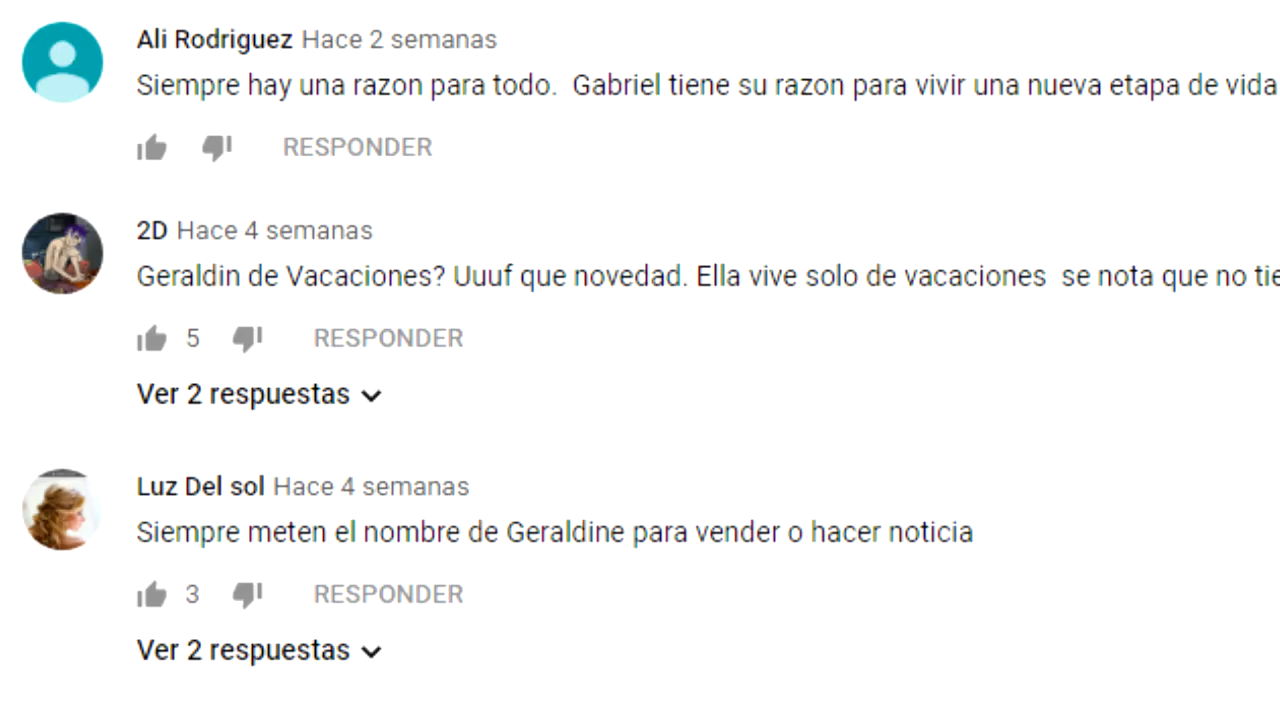 Ali Rodriguez Hace 2 semanas
Siempre hay una razon para todo.  Gabriel tiene su razon para vivir una nueva etapa de vida
RESPONDER
2D Hace 4 semanas
Geraldin de Vacaciones? Uuuf que novedad. Ella vive solo de vacaciones  se nota que no
5 RESPONDER
Ver 2 respuestas
Luz Del sol Hace 4 semanas
Siempre meten el nombre de Geraldine para vender o hacer noticia
3 RESPONDER
Ver 2 respuestas